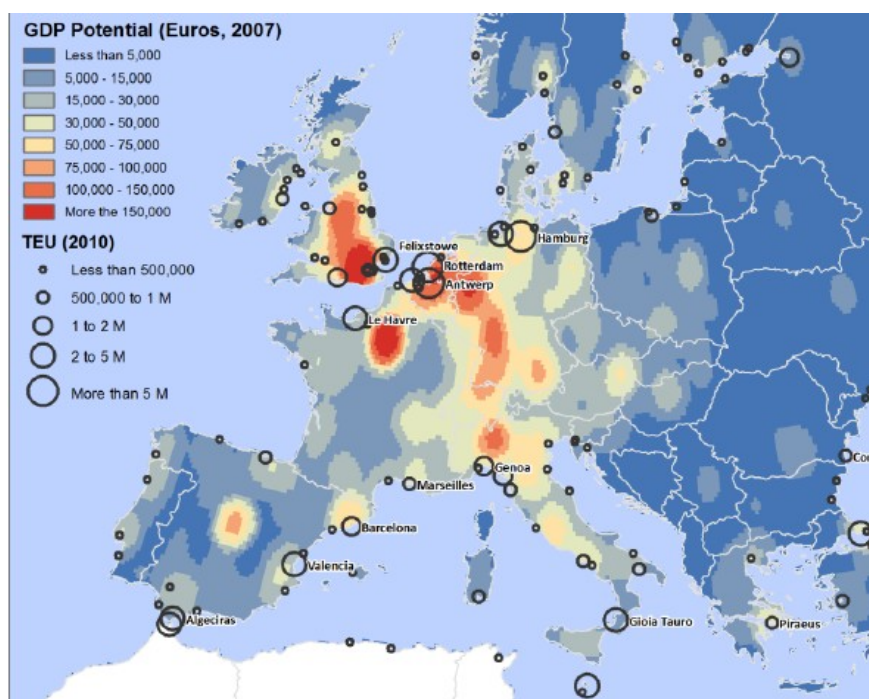 GDP Potential (Euros, 2007)
Less than 5,000
5,000 - 15,000
15,000 - 30,000
30,000 - 50,000
50,000 - 75,000
75,000 - 100,000
100,000 - 150,000
More the 150,000
TEU (2010)
Less than 500,000
500,000 to 1 M
1 to 2 M
2 to 5 M
More than 5 M
Hamburg
Felixstowe
Rotterdam
Antwerp
Le Havre
Genoa
Marseilles
Barcelona
Valencia
Algeciras
Gioia Tauro
Piraeus